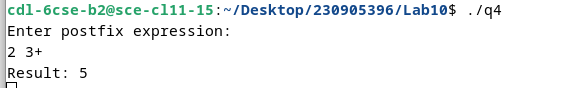 cdl-6cse-b2@sce-cl11-15:~/Desktop/230905396/Lab10$ ./q4
Enter postfix expression:
2 3+
Result: 5